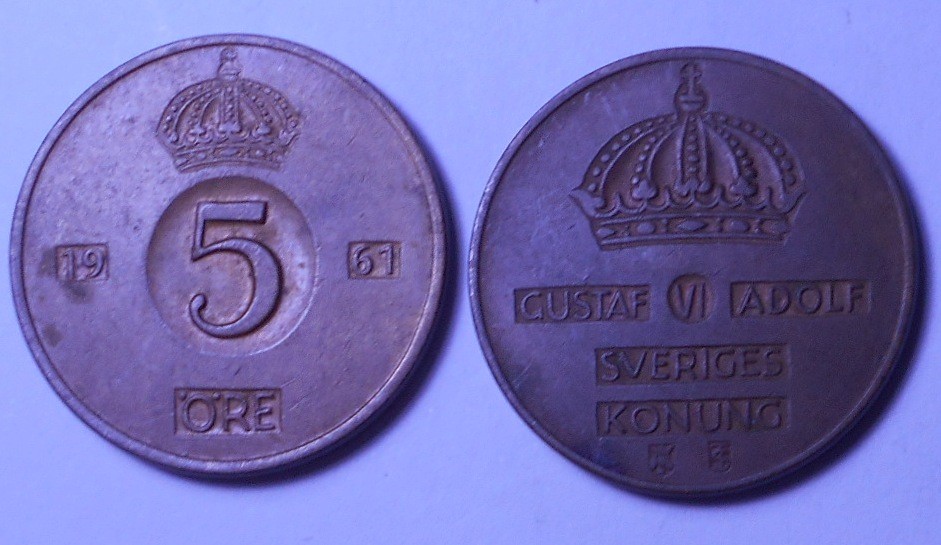 19 5 61
ÖRE
GUSTAF VI ADOLF
SVERIGES
KONUNG